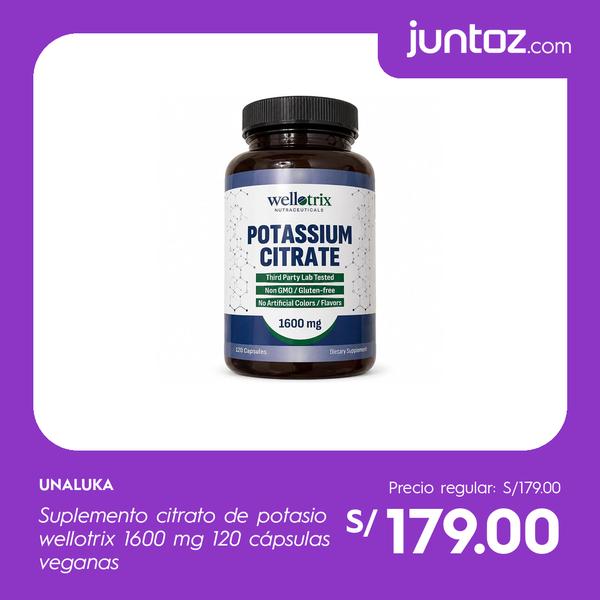 juntoz.com
wellotrix
NUTRACEUTICALS
POTASSIUM
CITRATE
Third Party Lab Tested
Non GMO / Gluten-free
No Artificial Colors / Flavors
1600 mg
120 Capsules
Dietary Supplement
UNALUKA
Suplemento citrato de potasio
wellotrix 1600 mg 120 cápsulas
veganas
Precio regular: S/179.00
S/ 179.00